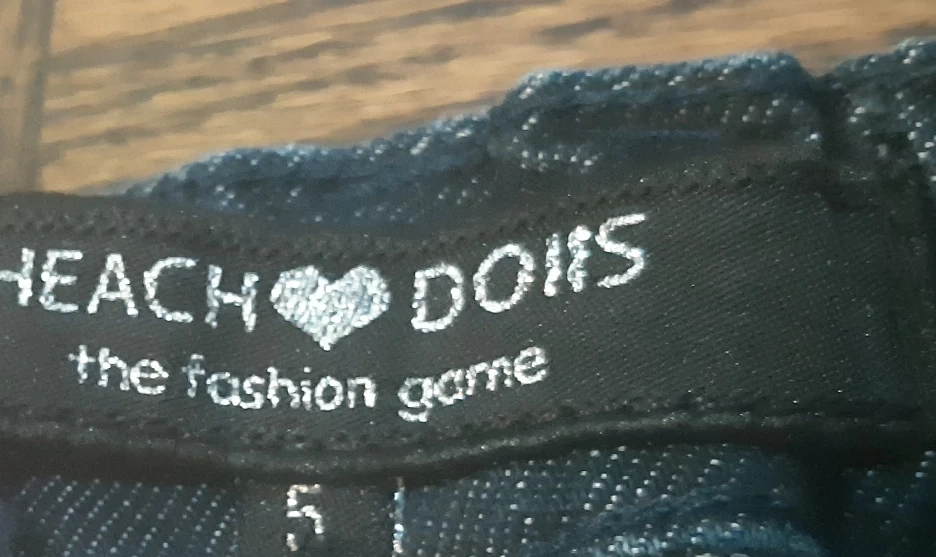 HEACH DOllS
the fashion game
5